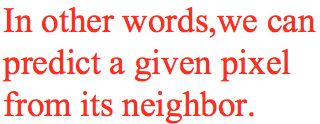 In other words,we can
predict a given pixel
from its neighbor.